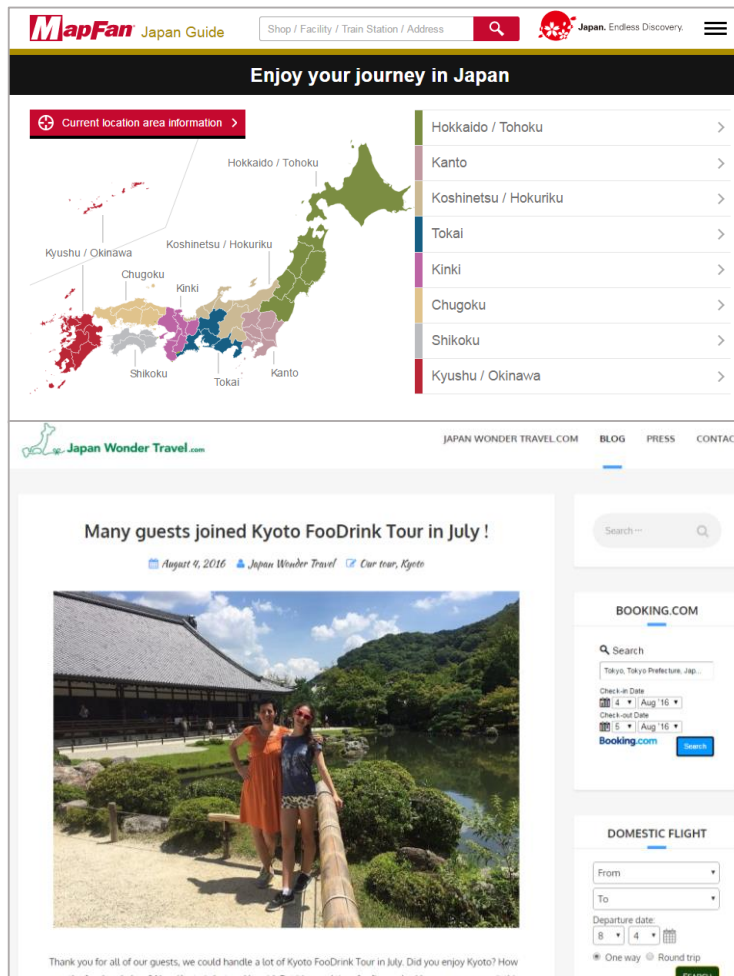 MapFan Japan Guide
Shop / Facility / Train Station / Address
Japan. Endless Discovery.
Enjoy your journey in Japan
Current location area information
Hokkaido / Tohoku
Koshinetsu / Hokuriku
Kyushu / Okinawa
Chugoku
Kinki
Shikoku
Tokai
Kanto
Hokkaido / Tohoku
Kanto
Koshinetsu / Hokuriku
Tokai
Kinki
Chugoku
Shikoku
Kyushu / Okinawa
Japan Wonder Travel.com
JAPAN WONDER TRAVEL.COM BLOG PRESS CONTAC
Many guests joined Kyoto FooDrink Tour in July !
August 4, 2016 Japan Wonder Travel Our tour, Kyoto
Thank you for all of our guests, we could handle a lot of Kyoto FooDrink Tour in July. Did you enjoy Kyoto? How
Search
BOOKING.COM
Search
Tokyo, Tokyo Prefecture, Jap...
Check-in Date
4 Aug '16
Check-out Date
5 Aug '16
Booking.com Search
DOMESTIC FLIGHT
From
To
Departure date:
8 4
One way Round trip
SEARCH